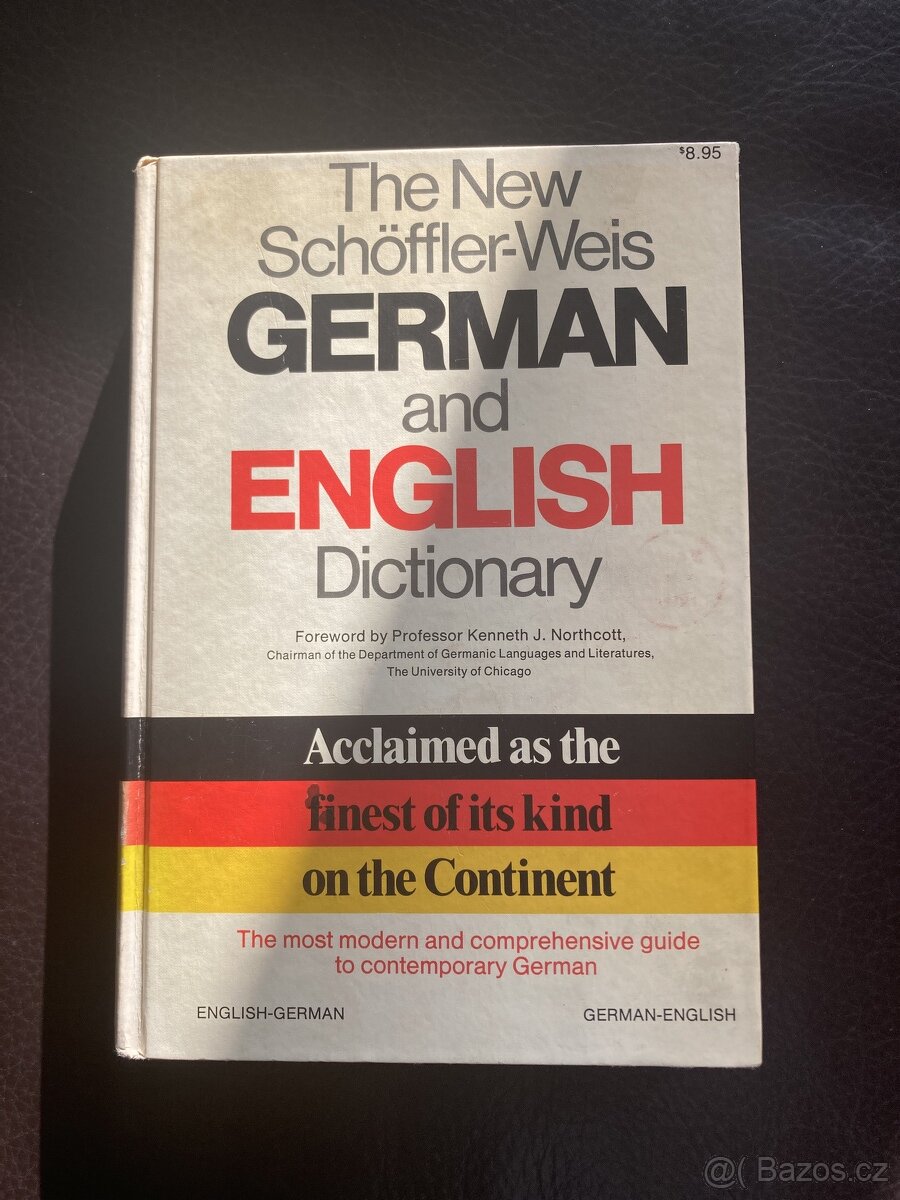 $8.95
The New
Schöffler-Weis
GERMAN
and
ENGLISH
Dictionary
Foreword by Professor Kenneth J. Northcott,
Chairman of the Department of Germanic Languages and Literatures,
The University of Chicago
Acclaimed as the
finest of its kind
on the Continent
The most modern and comprehensive guide
to contemporary German
ENGLISH-GERMAN
GERMAN-ENGLISH
@( Bazos.cz